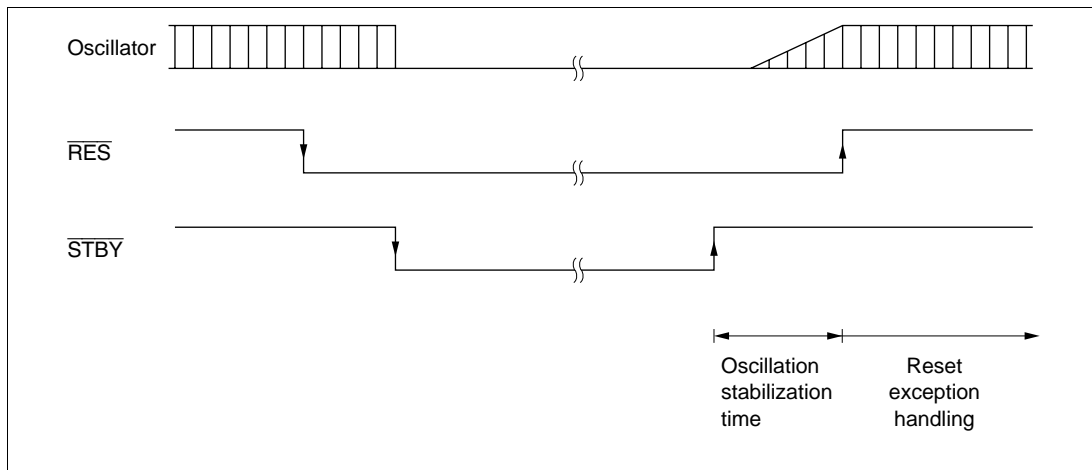 Oscillator
RES
STBY
Oscillation
stabilization
time
Reset
exception
handling